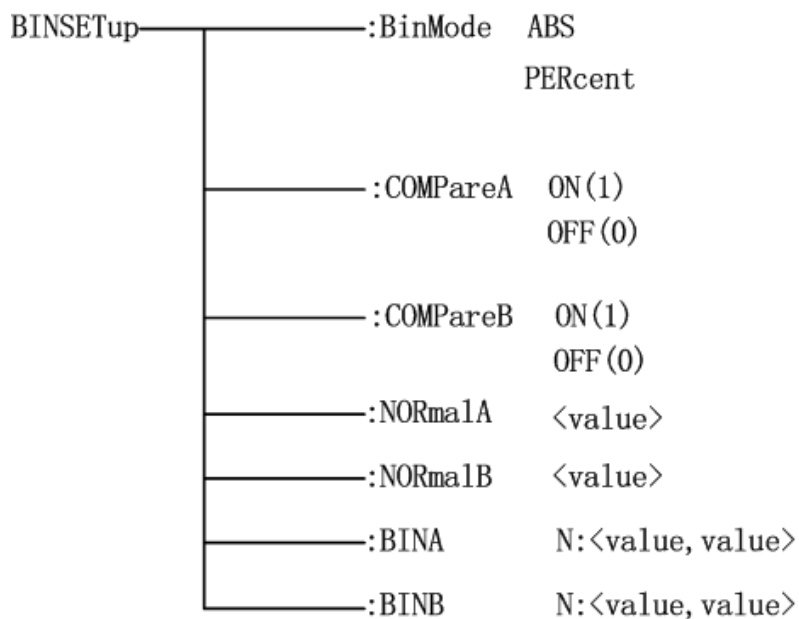 BINSETup :BinMode ABS
PERcent
:COMPareA ON(1)
OFF(0)
:COMPareB ON(1)
OFF(0)
:NORmalA <value>
:NORmalB <value>
:BINA N:<value,value>
:BINB N:<value,value>